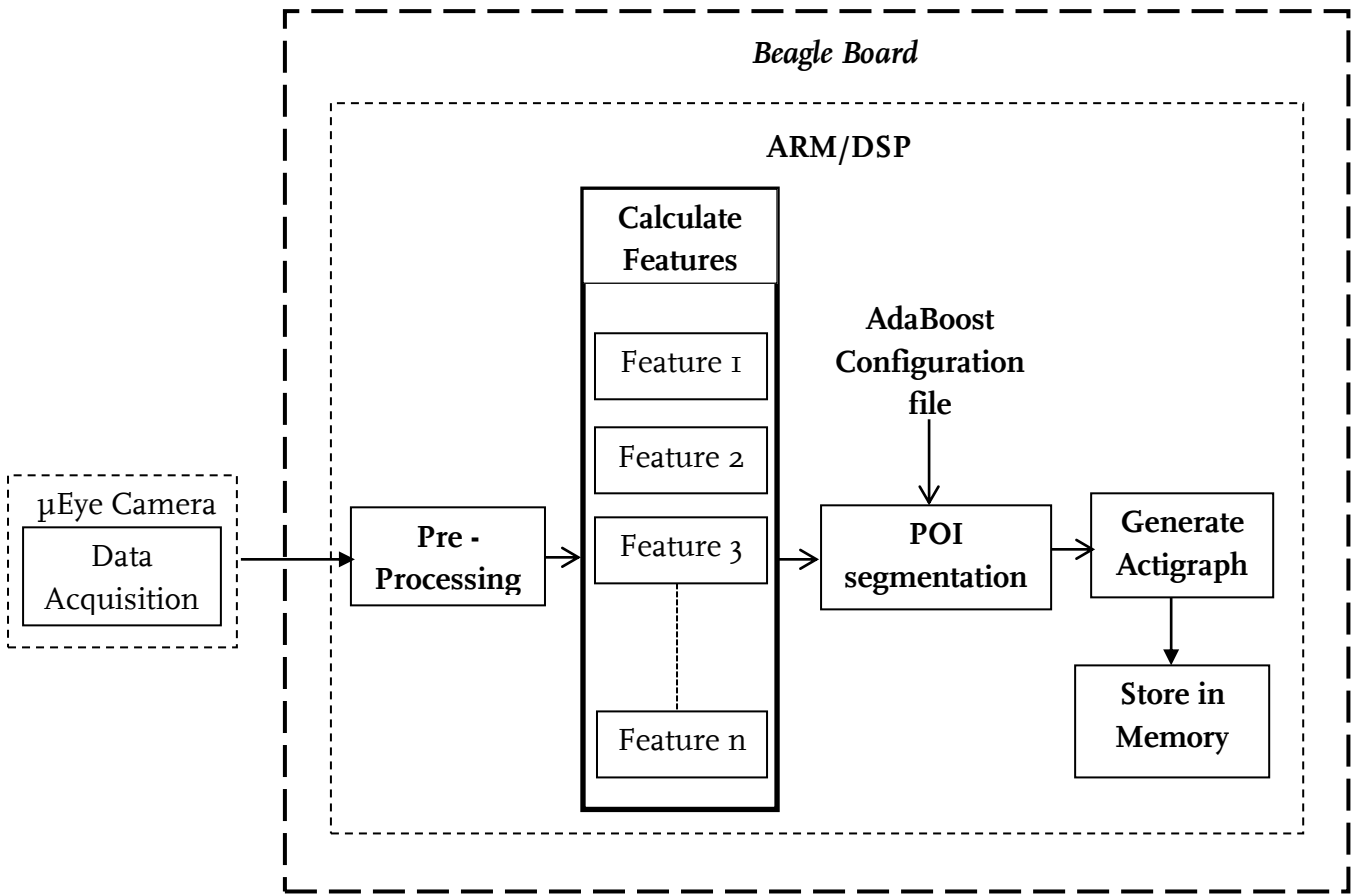 Beagle Board
ARM/DSP
Calculate
Features
Feature 1
Feature 2
Feature 3
Feature n
AdaBoost
Configuration
file
µEye Camera
Data
Acquisition
Pre -
Processing
POI
segmentation
Generate
Actigraph
Store in
Memory